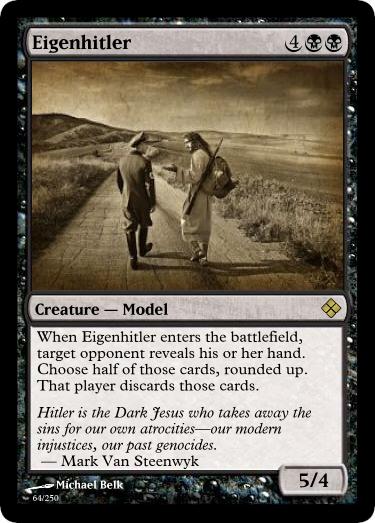 Eigenhitler 4
Creature — Model
When Eigenhitler enters the battlefield,
target opponent reveals his or her hand.
Choose half of those cards, rounded up.
That player discards those cards.
Hitler is the Dark Jesus who takes away the
sins for our own atrocities—our modern
injustices, our past genocides.
— Mark Van Steenwyk
5/4
Michael Belk
64/250